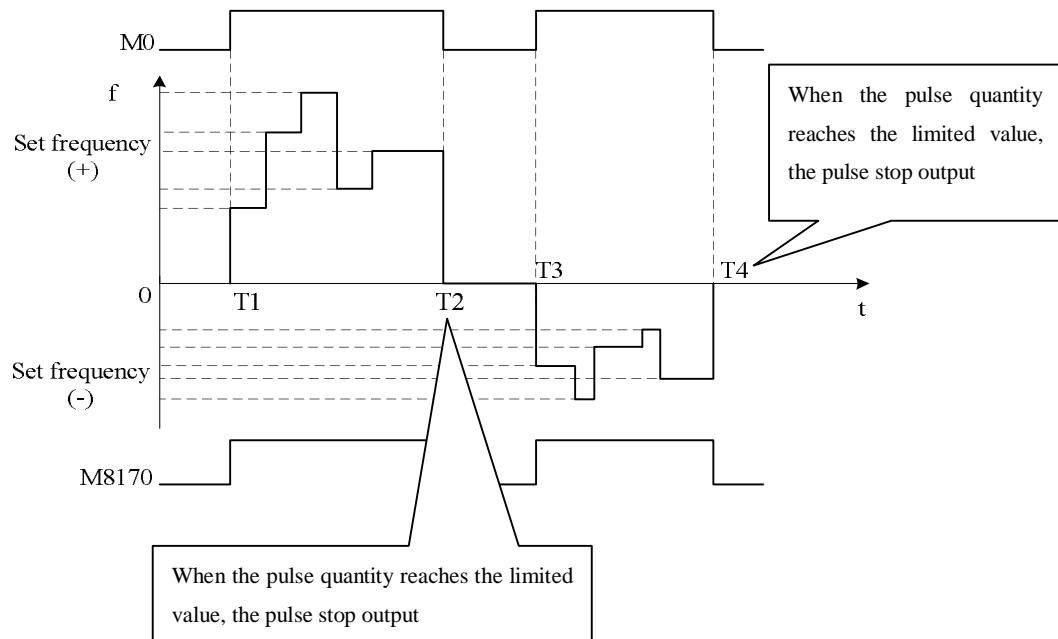 M0
f
Set frequency
(+)
When the pulse quantity
reaches the limited value,
the pulse stop output
0
T1
T2
T3
T4
t
Set frequency
(-)
M8170
When the pulse quantity reaches the limited
value, the pulse stop output